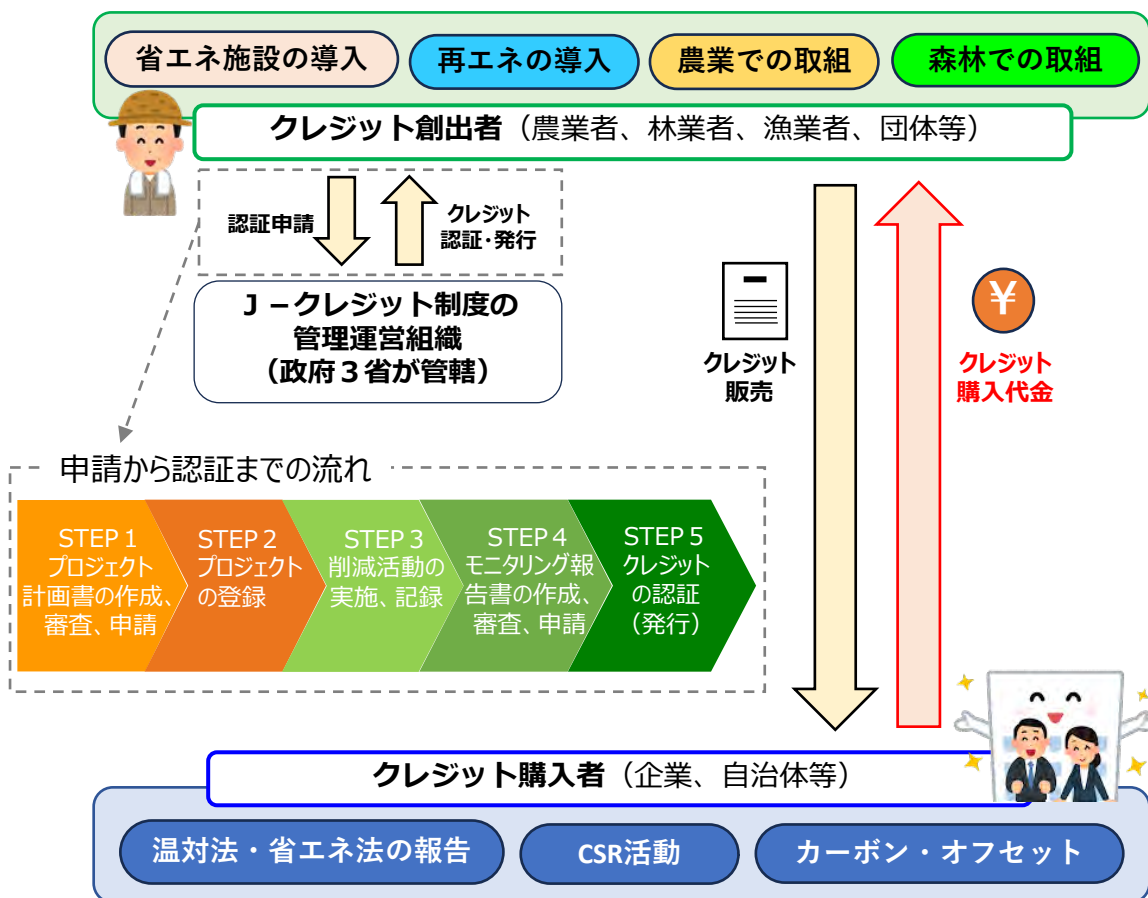 省エネ施設の導入
再エネの導入
農業での取組
森林での取組
クレジット創出者（農業者、林業者、漁業者、団体等）
認証申請
クレジット
認証・発行
Ｊ－クレジット制度の
管理運営組織
（政府３省が管轄）
クレジット
販売
¥
クレジット
購入代金
申請から認証までの流れ
STEP１
プロジェクト
計画書の作成、
審査、申請
STEP２
プロジェクト
の登録
STEP３
削減活動の
実施、記録
STEP４
モニタリング報
告書の作成、
審査、申請
STEP５
クレジット
の認証
（発行）
クレジット購入者（企業、自治体等）
温対法・省エネ法の報告
CSR活動
カーボン・オフセット